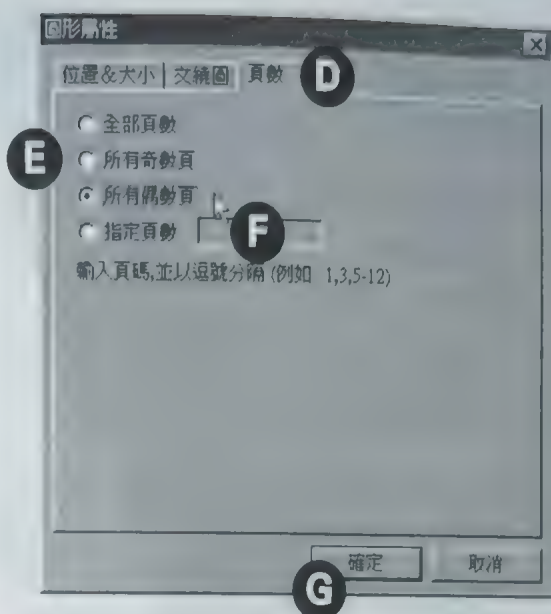 圖形屬性
位置&大小 文繞圖 頁數 D
全部頁數
E 所有奇數頁
所有偶數頁
指定頁數 F
輸入頁碼,並以逗號分隔 (例如 1,3,5-12)
確定 取消
G